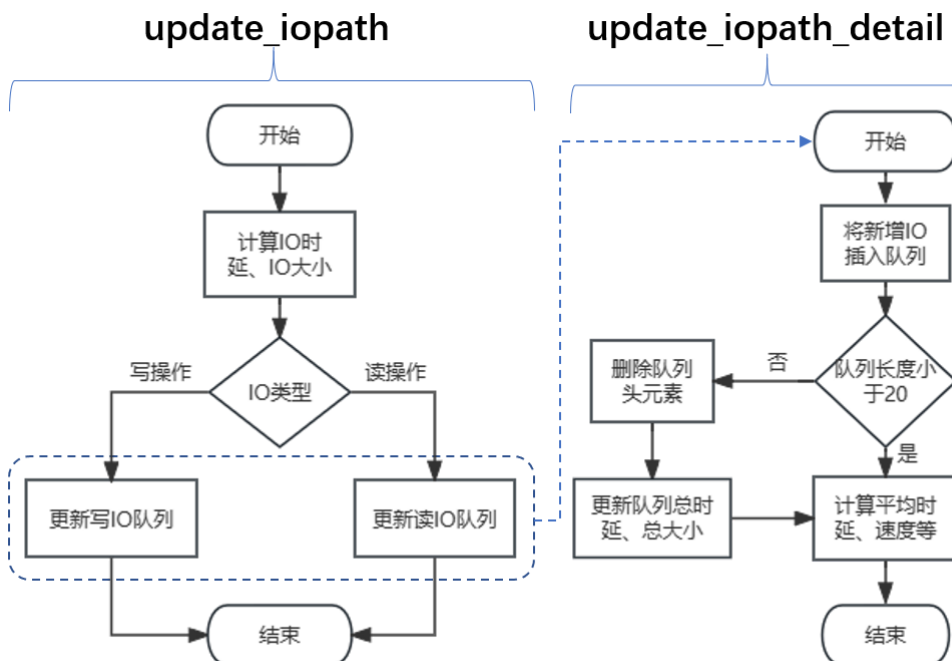 update_iopath
开始
计算IO时
延、IO大小
IO类型
写操作
读操作
更新写IO队列
更新读IO队列
结束
update_iopath_detail
开始
将新增IO
插入队列
队列长度小
于20
否
是
删除队列
头元素
更新队列总时
延、总大小
计算平均时
延、速度等
结束